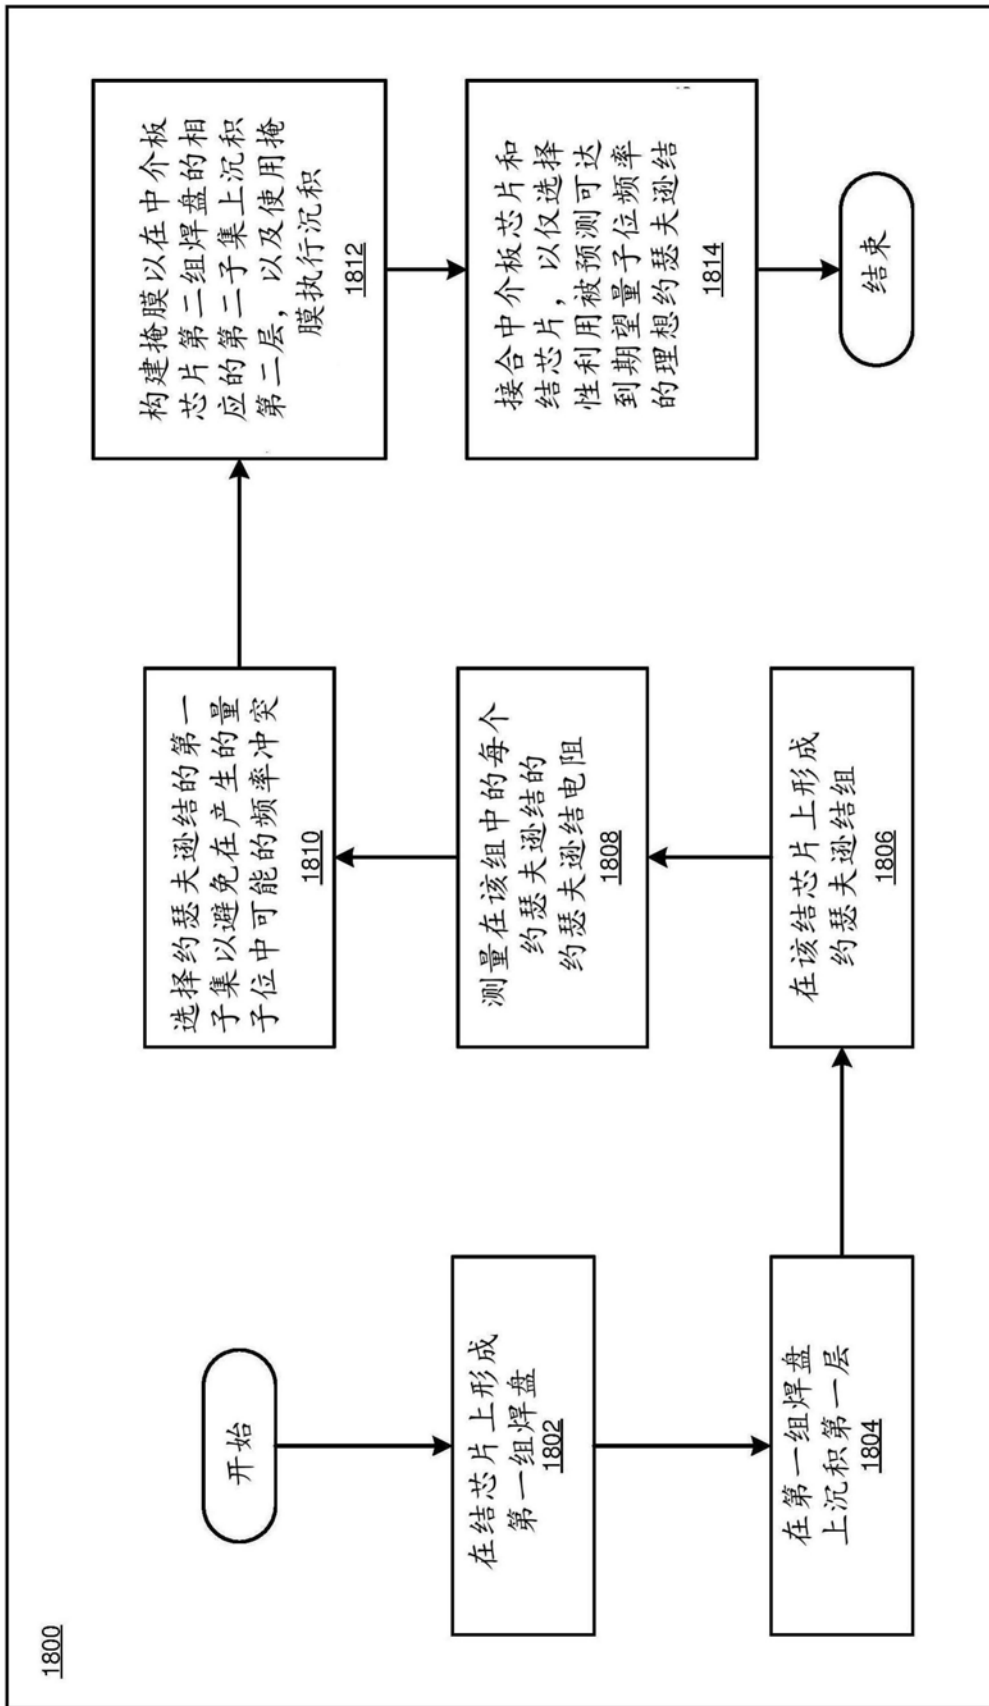 1800
开始
在结芯片上形成
第一组焊盘
1802
在第一组焊盘
上沉积第一层
1804
在该结芯片上形成
约瑟夫逊结组
1806
测量在该组中的每个
约瑟夫逊结的
约瑟夫逊结电阻
1808
选择约瑟夫逊结的第一
子集以避免在产生的量
子位中可能的频率冲突
1810
构建掩膜以在中介板
芯片第二组焊盘的相
应的第二子集上沉积
第二层，以及使用掩
膜执行沉积
1812
接合中介板芯片和
结芯片，以仅选择
性利用被预测可达
到期望量子位频率
的理想约瑟夫逊结
1814
结束